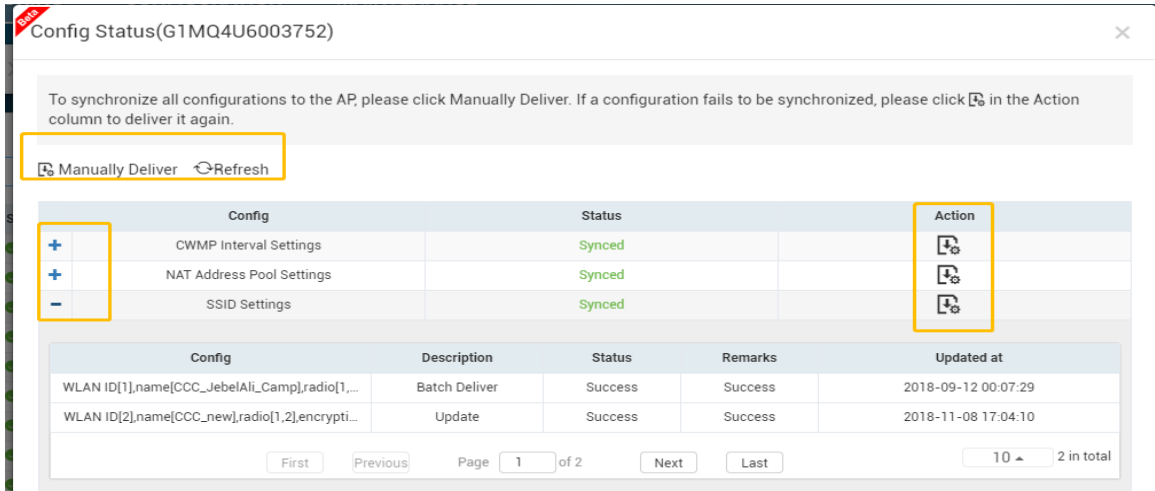 Beta
Config Status(G1MQ4U6003752)
To synchronize all configurations to the AP, please click Manually Deliver. If a configuration fails to be synchronized, please click in the Action
column to deliver it again.
Manually Deliver Refresh
Config Status Action
CWMP Interval Settings Synced
NAT Address Pool Settings Synced
SSID Settings Synced
Config Description Status Remarks Updated at
WLAN ID[1],name[CCC_JebelAli_Camp],radio[1,... Batch Deliver Success Success 2018-09-12 00:07:29
WLAN ID[2],name[CCC_new],radio[1,2],encrypti... Update Success Success 2018-11-08 17:04:10
First Previous Page 1 of 2 Next Last 10 2 in total